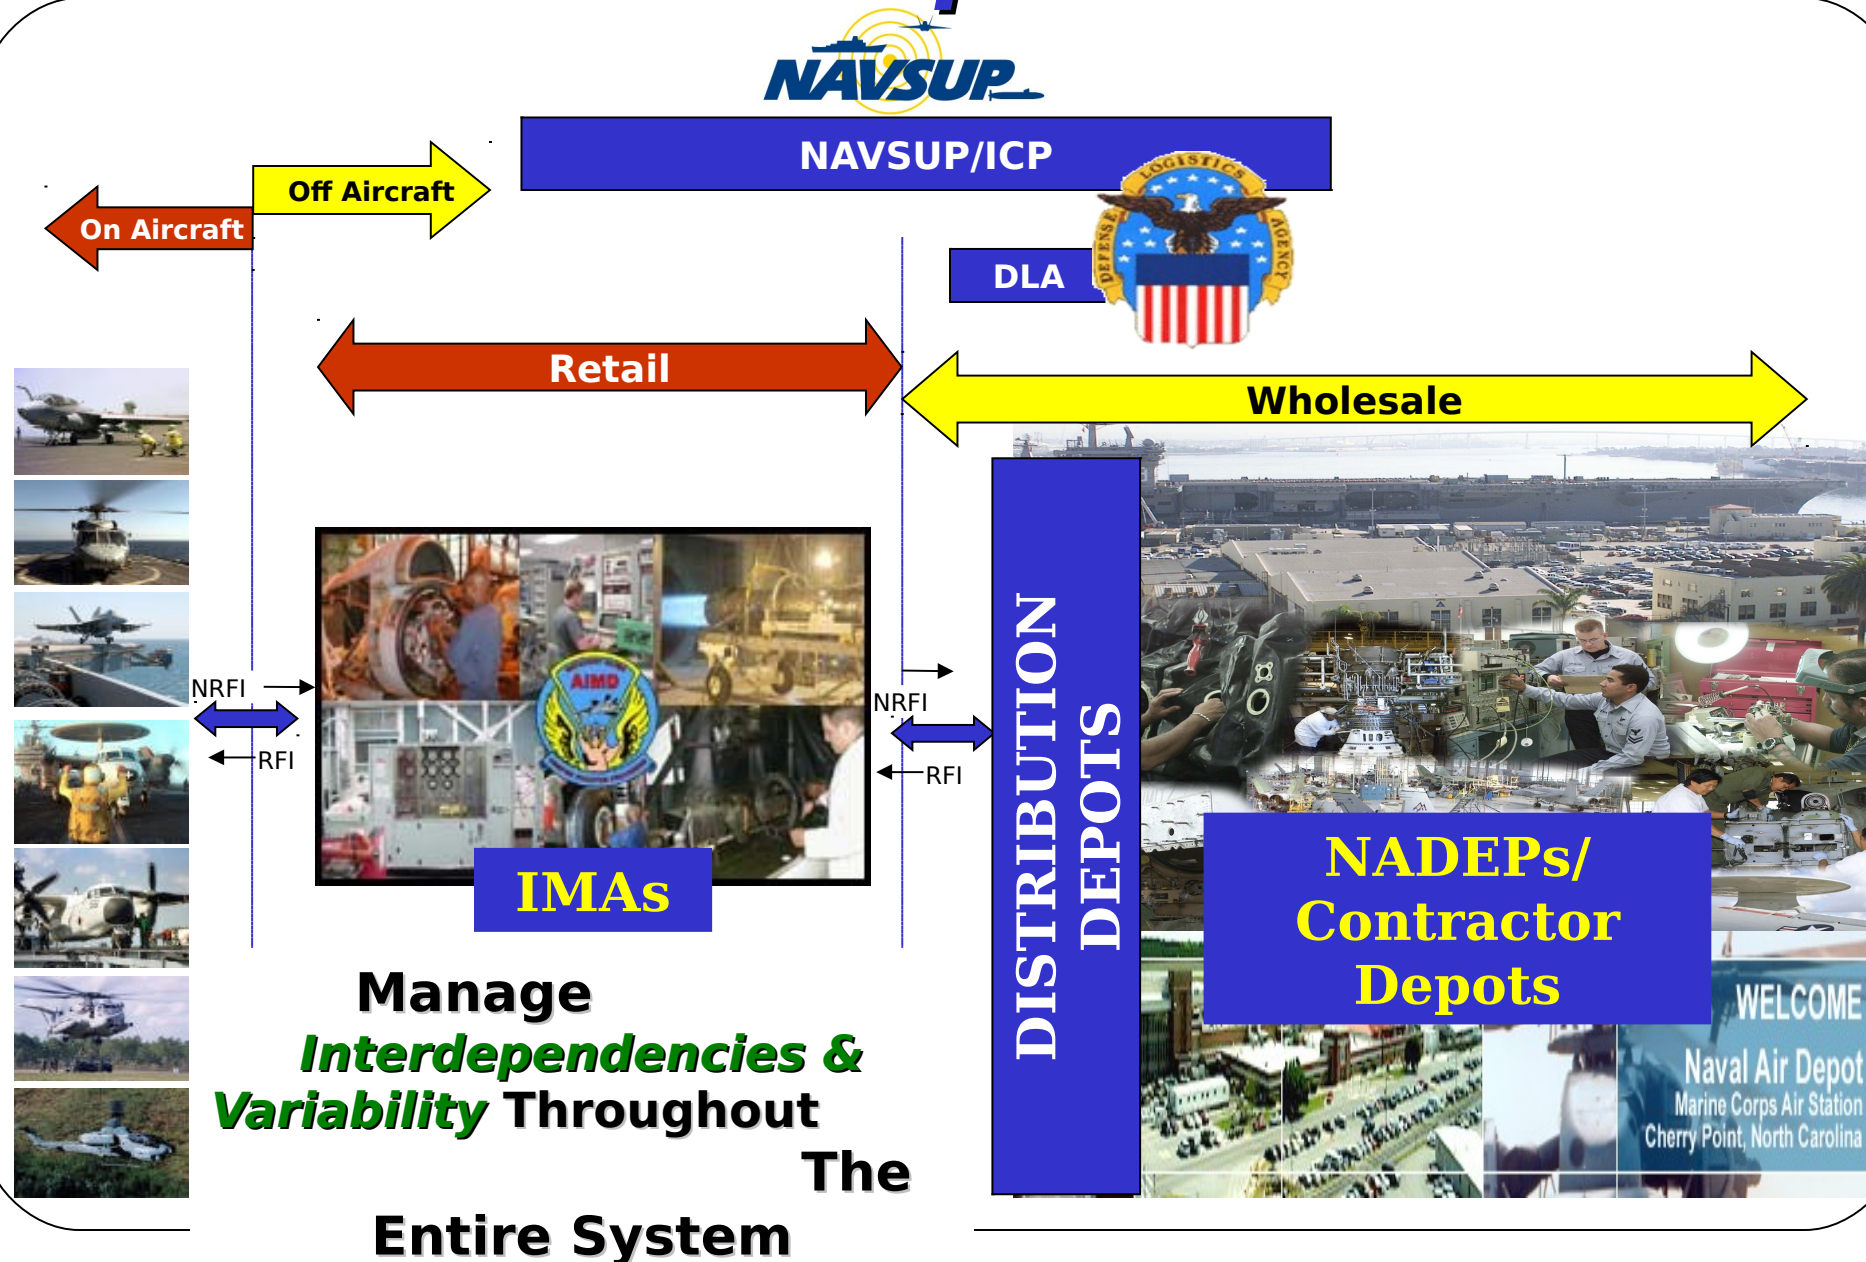 NAVSUP
NAVSUP/ICP
Off Aircraft
On Aircraft
LOGISTICS
DEFENSE
AGENCY
DLA
Retail
Wholesale
NRFI
RFI
AIMD
IMAs
NRFI
RFI
DISTRIBUTION
DEPOTS
NADEPs/
Contractor
Depots
WELCOME
Naval Air Depot
Marine Corps Air Station
Cherry Point, North Carolina
Manage
Interdependencies &
Variability Throughout
The
Entire System